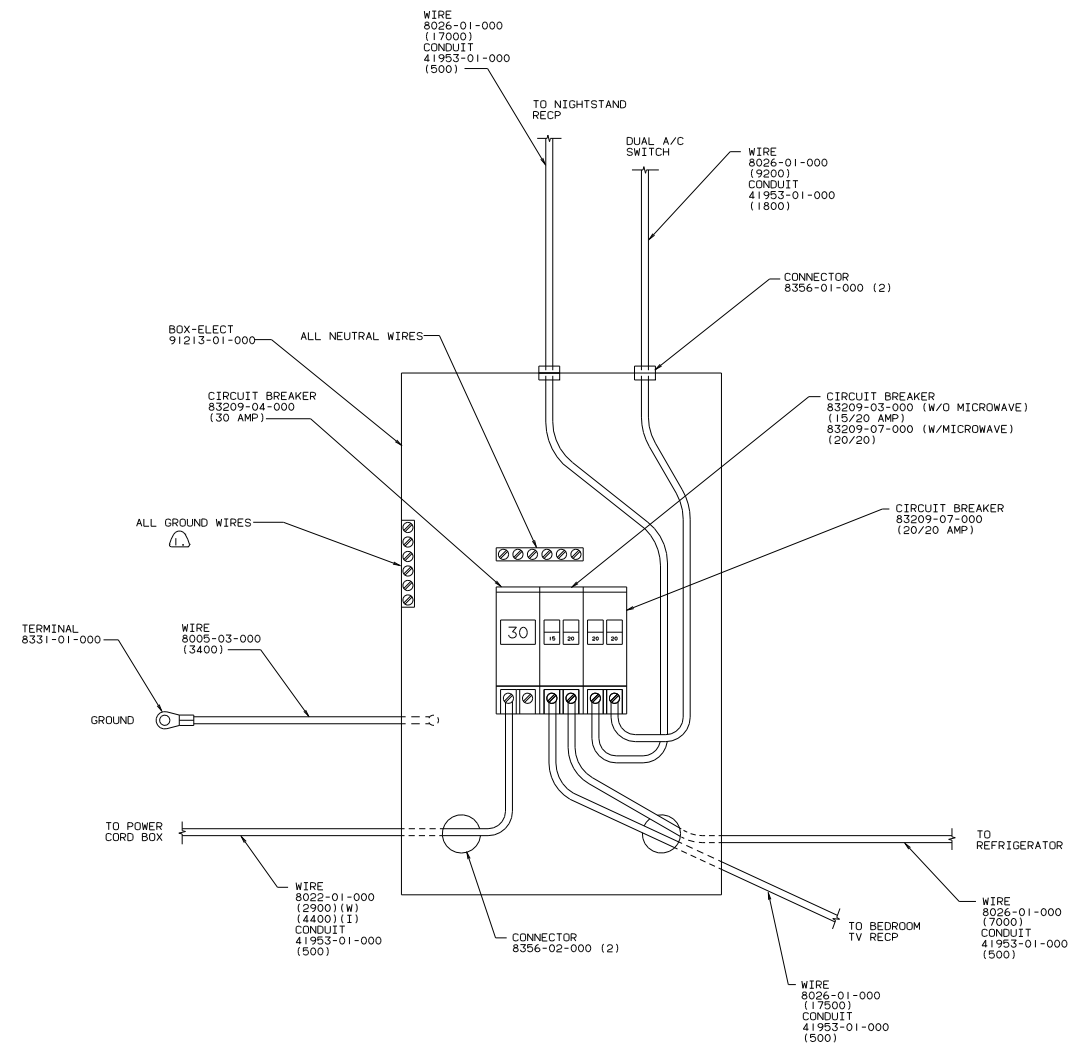 WIRE
8026-01-000
(17000)
CONDUIT
41953-01-000
(500)
TO NIGHTSTAND
RECP
DUAL A/C
SWITCH
WIRE
8026-01-000
(9200)
CONDUIT
41953-01-000
(1800)
CONNECTOR
8356-01-000 (2)
BOX-ELECT
91213-01-000
ALL NEUTRAL WIRES
CIRCUIT BREAKER
83209-04-000
(30 AMP)
CIRCUIT BREAKER
83209-03-000 (W/O MICROWAVE)
(15/20 AMP)
83209-07-000 (W/MICROWAVE)
(20/20)
ALL GROUND WIRES
1.
CIRCUIT BREAKER
83209-07-000
(20/20 AMP)
30
15
20
20
20
TERMINAL
8331-01-000
WIRE
8005-03-000
(3400)
GROUND
TO POWER
CORD BOX
TO
REFRIGERATOR
WIRE
8022-01-000
(2900)(W)
(4400)(I)
CONDUIT
41953-01-000
(500)
CONNECTOR
8356-02-000 (2)
TO BEDROOM
TV RECP
WIRE
8026-01-000
(7000)
CONDUIT
41953-01-000
(500)
WIRE
8026-01-000
(17500)
CONDUIT
41953-01-000
(500)